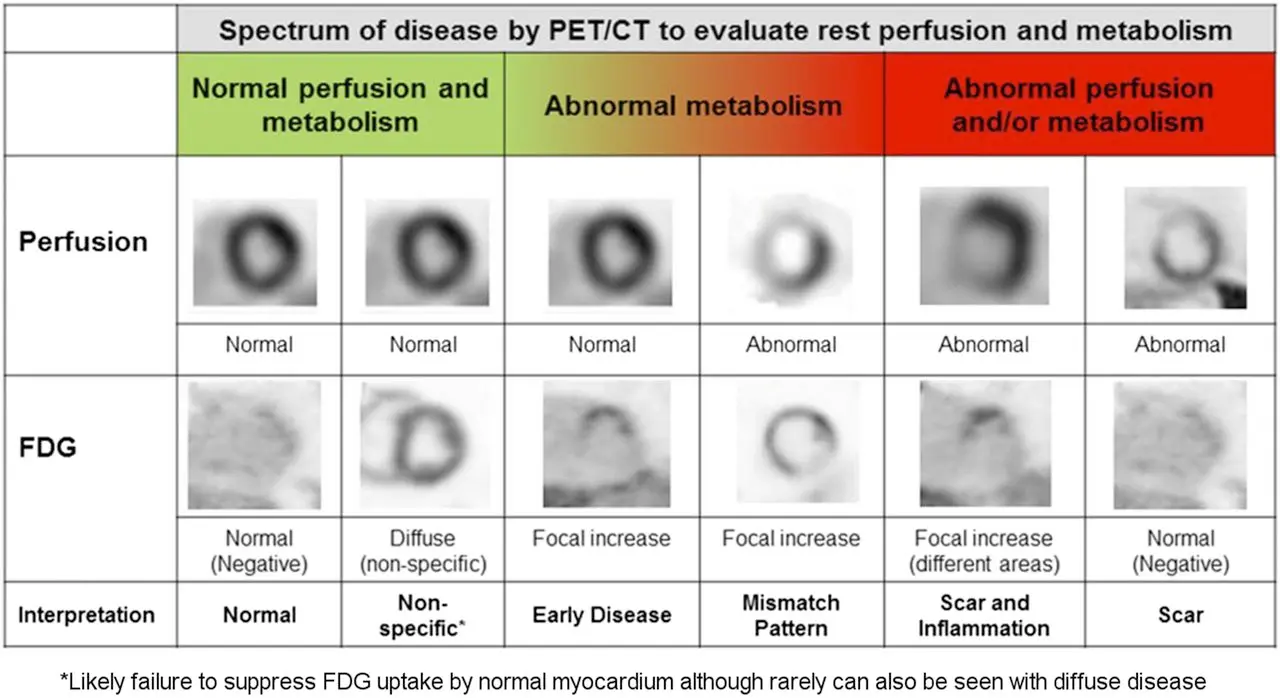 Spectrum of disease by PET/CT to evaluate rest perfusion and metabolism
Normal perfusion and
metabolism
Abnormal metabolism
Abnormal perfusion
and/or metabolism
Perfusion
Normal
Normal
Normal
Abnormal
Abnormal
Abnormal
FDG
Normal
(Negative)
Diffuse
(non-specific)
Focal increase
Focal increase
Focal increase
(different areas)
Normal
(Negative)
Interpretation
Normal
Non-
specific*
Early Disease
Mismatch
Pattern
Scar and
Inflammation
Scar
*Likely failure to suppress FDG uptake by normal myocardium although rarely can also be seen with diffuse disease